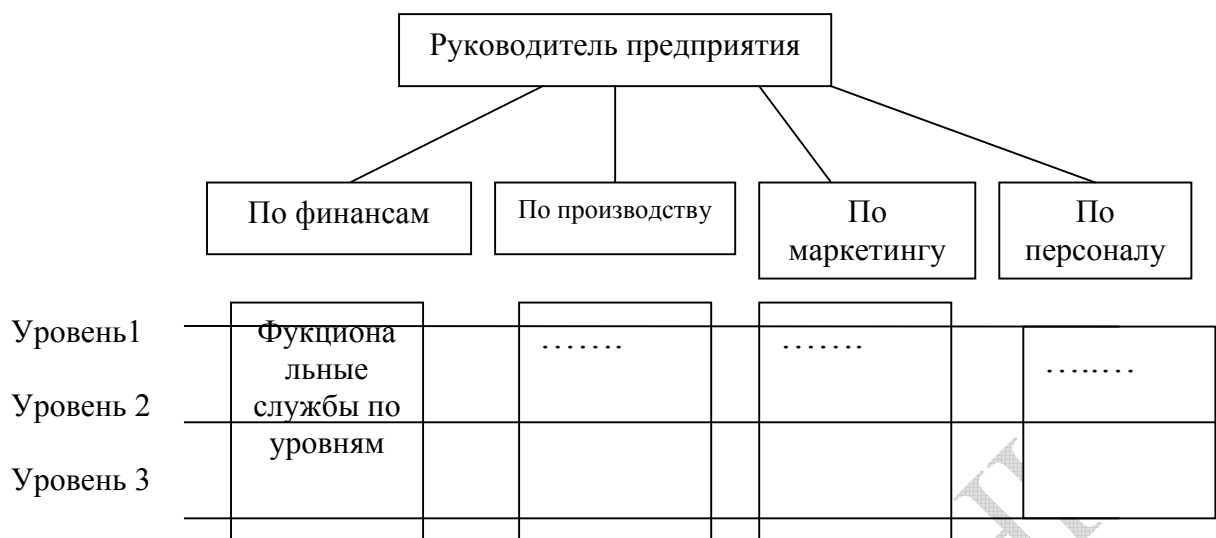 Руководитель предприятия
По финансам
По производству
По
маркетингу
По
персоналу
Уровень1
Уровень 2
Уровень 3
Фукциона
льные
службы по
уровням
…….
…….
…..…